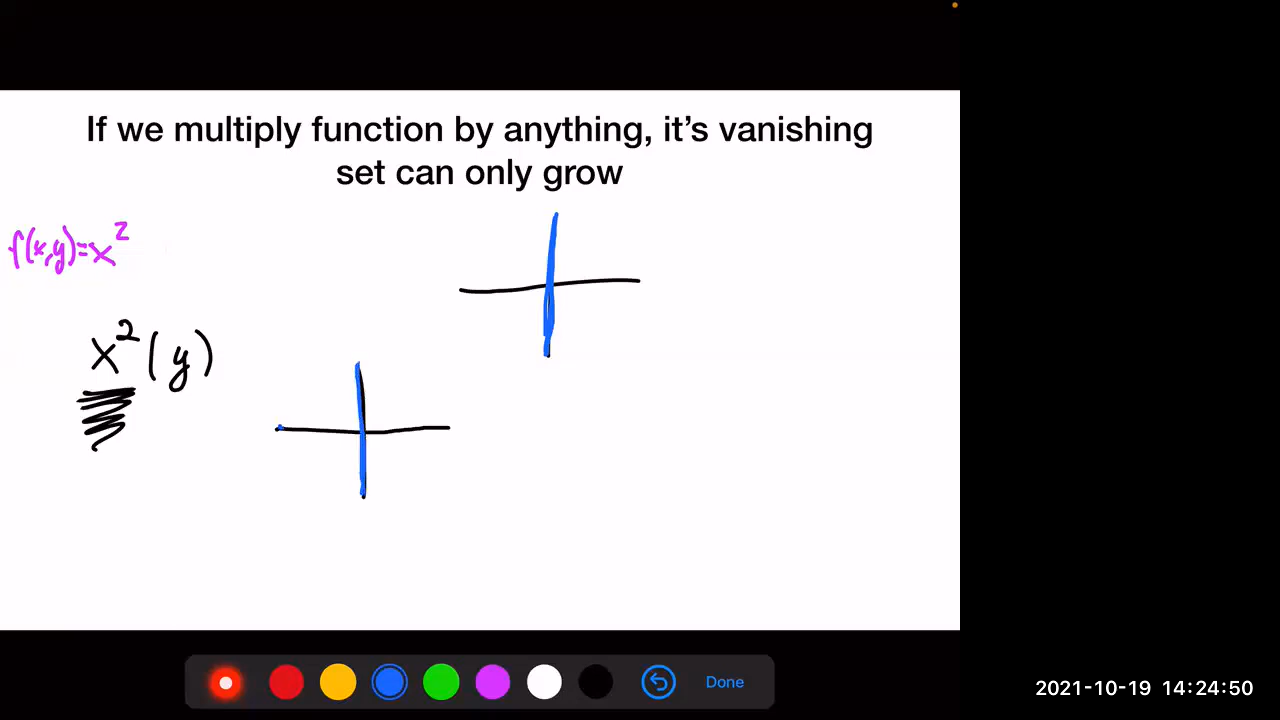 If we multiply function by anything, it's vanishing
set can only grow
f(x,y)=x²
x²(y)
Done
2021-10-19 14:24:50